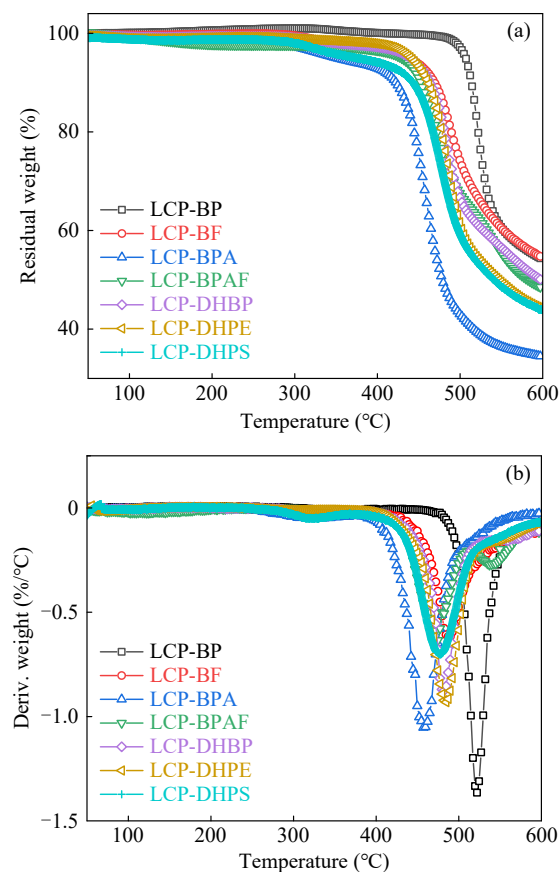 (a)
100
80
60
40
Residual weight (%)
LCP-BP
LCP-BF
LCP-BPA
LCP-BPAF
LCP-DHBP
LCP-DHPE
LCP-DHPS
100 200 300 400 500 600
Temperature (℃)
(b)
0
−0.5
−1.0
−1.5
Deriv. weight (%/℃)
LCP-BP
LCP-BF
LCP-BPA
LCP-BPAF
LCP-DHBP
LCP-DHPE
LCP-DHPS
100 200 300 400 500 600
Temperature (℃)